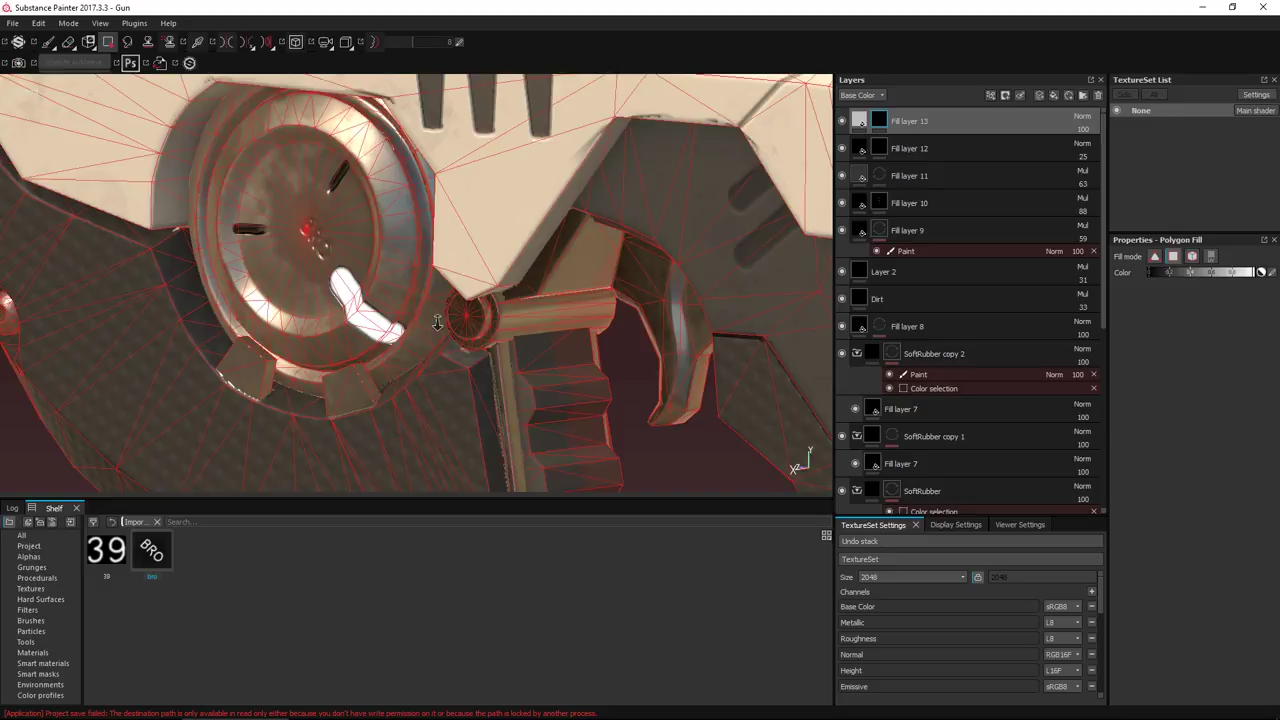 Substance Painter 2017.3.3 - Gun
File Edit Mode View Plugins Help
8
Ps
Y
Layers
Base Color
Fill layer 13 Norm 100
Fill layer 12 Norm 25
Fill layer 11 Mul 63
Fill layer 10 Mul 88
Fill layer 9 Norm 59
Paint Norm 100
Layer 2 Mul 31
Dirt Mul 33
Fill layer 8 Norm 100
SoftRubber copy 2 Norm 100
Paint Norm 100
Color selection
Fill layer 7 Norm 100
SoftRubber copy 1 Norm 100
Fill layer 7 Norm 100
SoftRubber Norm 100
Color selection
TextureSet List
Solo All Settings
None Main shader
Properties - Polygon Fill
Fill mode
Color
Log Shelf
Impor... Search...
All
Project
Alphas
Grunges
Procedurals
Textures
Hard Surfaces
Filters
Brushes
Particles
Tools
Materials
Smart materials
Smart masks
Environments
Color profiles
39
BRO
39
bro
TextureSet Settings Display Settings Viewer Settings
Undo stack
TextureSet
Size 2048 2048
Channels
Base Color sRGB8
Metallic L8
Roughness L8
Normal RGB16F
Height L16F
Emissive sRGB8
[Application] Project save failed: The destination path is only available in read only either because you don't have write permission on it or because the path is locked by another process.